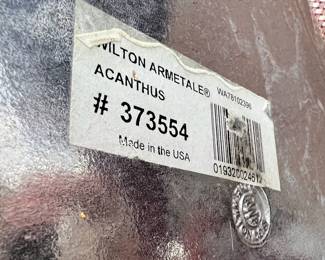 WILTON ARMETALE® WA78102396
ACANTHUS
# 373554
Made in the USA